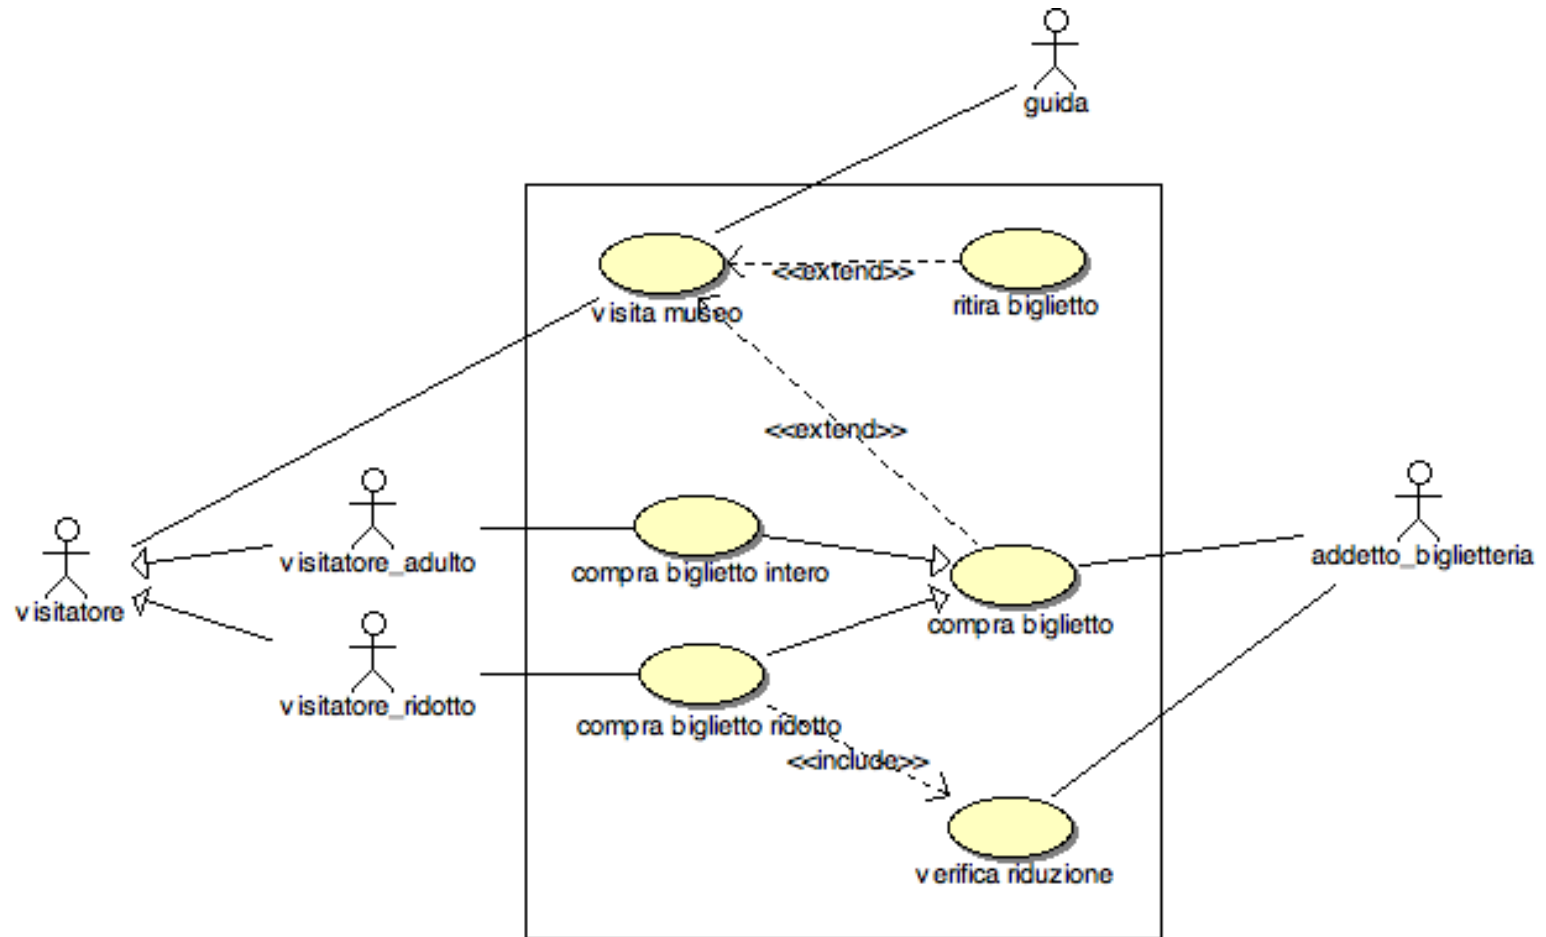 guida
<<extend>>
visita museo
ritira biglietto
<<extend>>
visitatore_adulto
compra biglietto intero
addetto_biglietteria
visitatore
compra biglietto
visitatore_ridotto
compra biglietto ridotto
<<include>>
verifica riduzione